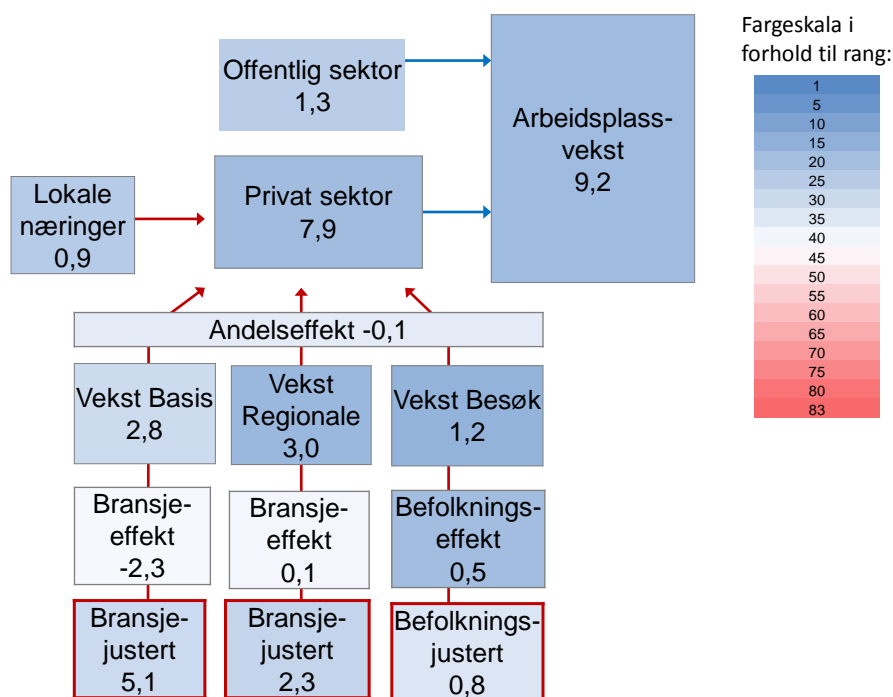 Offentlig sektor
1,3
Arbeidsplass-
vekst
9,2
Lokale
næringer
0,9
Privat sektor
7,9
Andelseffekt -0,1
Vekst Basis
2,8
Vekst
Regionale
3,0
Vekst Besøk
1,2
Bransje-
effekt
-2,3
Bransje-
effekt
0,1
Befolknings-
effekt
0,5
Bransje-
justert
5,1
Bransje-
justert
2,3
Befolknings-
justert
0,8
Fargeskala i
forhold til rang:
1
5
10
15
20
25
30
35
40
45
50
55
60
65
70
75
80
83